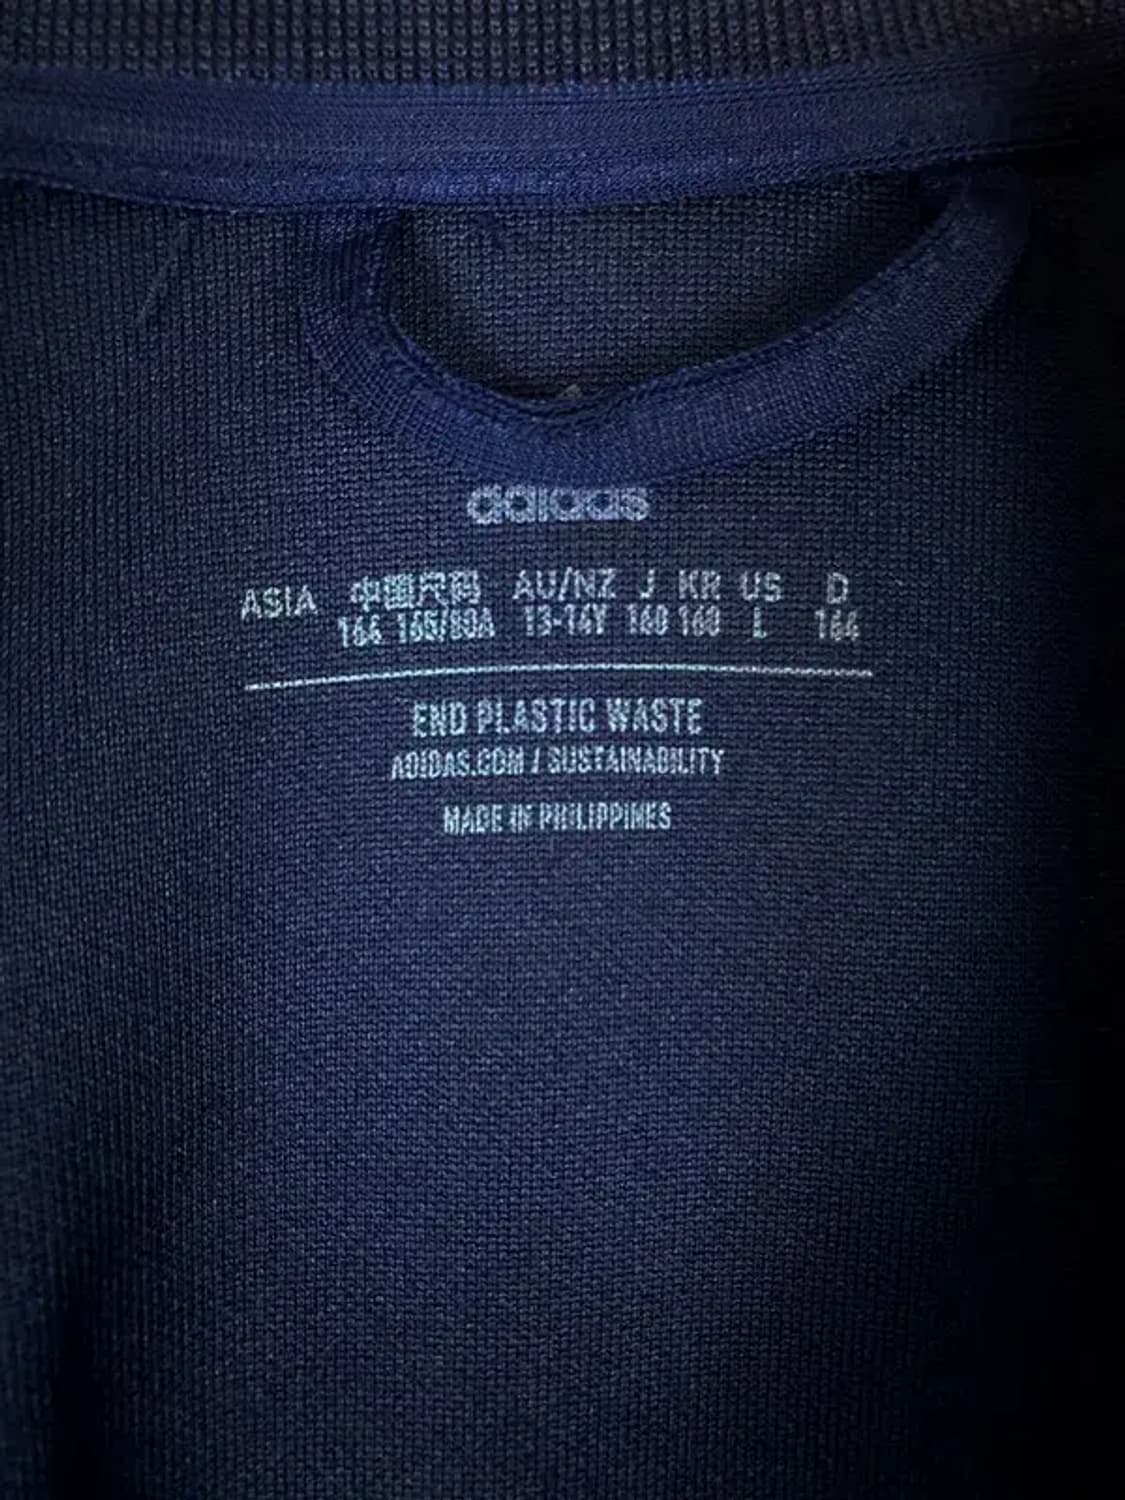 adidas
ASIA 中国尺码 AU/NZ J KR US D
164 165/80A 13-14Y 160 160 L 164
END PLASTIC WASTE
ADIDAS.COM / SUSTAINABILITY
MADE IN PHILIPPINES